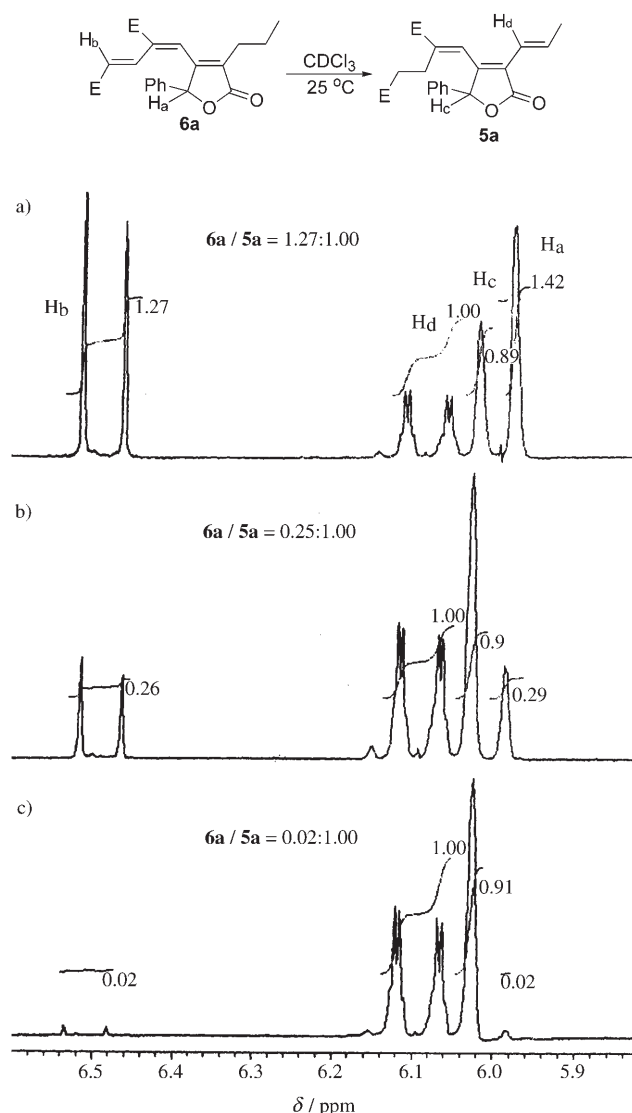 H_b
E
E
Ph
H_a
O
O
6a
CDCl₃
25 °C
H_d
E
E
Ph
H_c
O
O
5a
a)
6a / 5a = 1.27:1.00
H_b
1.27
H_d
1.00
H_c
0.89
H_a
1.42
b)
6a / 5a = 0.25:1.00
0.26
1.00
0.9
0.29
c)
6a / 5a = 0.02:1.00
0.02
1.00
0.91
0.02
6.5 6.4 6.3 6.2 6.1 6.0 5.9
δ / ppm